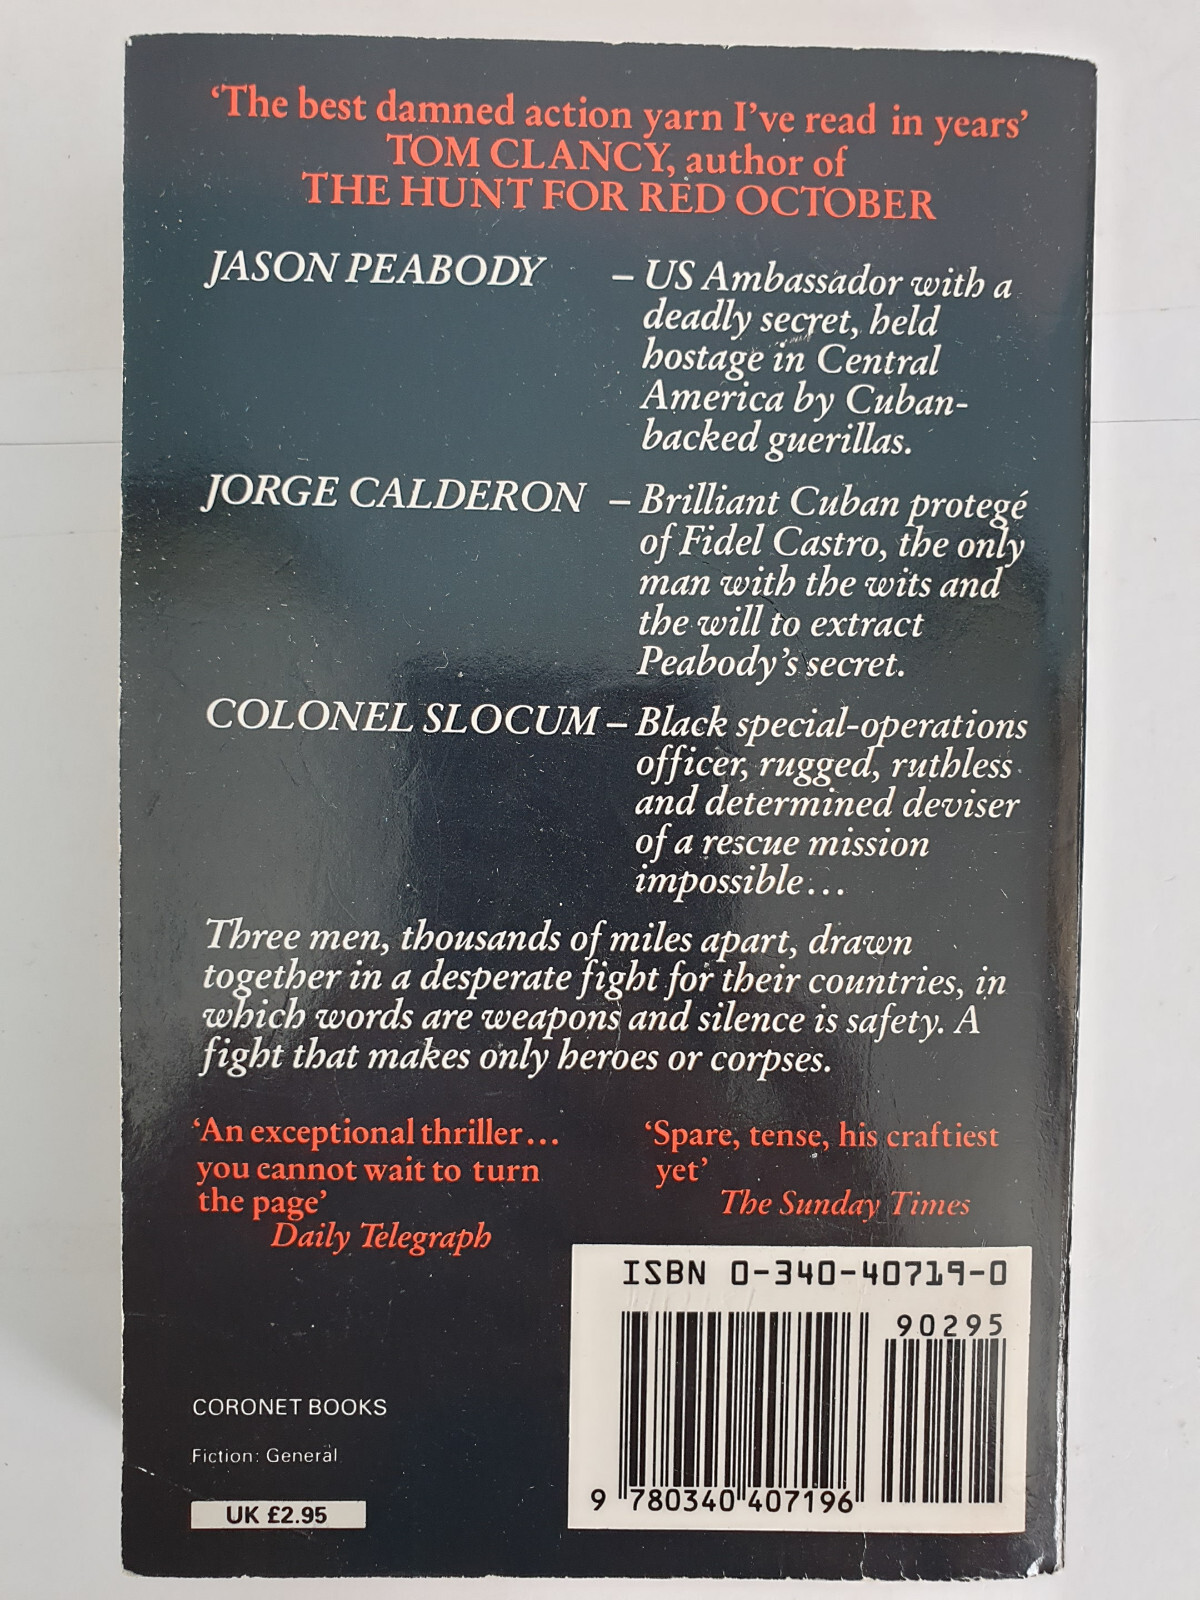 ‘The best damned action yarn I’ve read in years’
TOM CLANCY, author of
THE HUNT FOR RED OCTOBER
JASON PEABODY – US Ambassador with a
deadly secret, held
hostage in Central
America by Cuban-
backed guerillas.
JORGE CALDERON – Brilliant Cuban protegé
of Fidel Castro, the only
man with the wits and
the will to extract
Peabody’s secret.
COLONEL SLOCUM – Black special-operations
officer, rugged, ruthless
and determined deviser
of a rescue mission
impossible...
Three men, thousands of miles apart, drawn
together in a desperate fight for their countries, in
which words are weapons and silence is safety. A
fight that makes only heroes or corpses.
‘An exceptional thriller...
you cannot wait to turn
the page’
Daily Telegraph
‘Spare, tense, his craftiest
yet’
The Sunday Times
ISBN 0-340-40719-0
90295
9 780340 407196
CORONET BOOKS
Fiction: General
UK £2.95